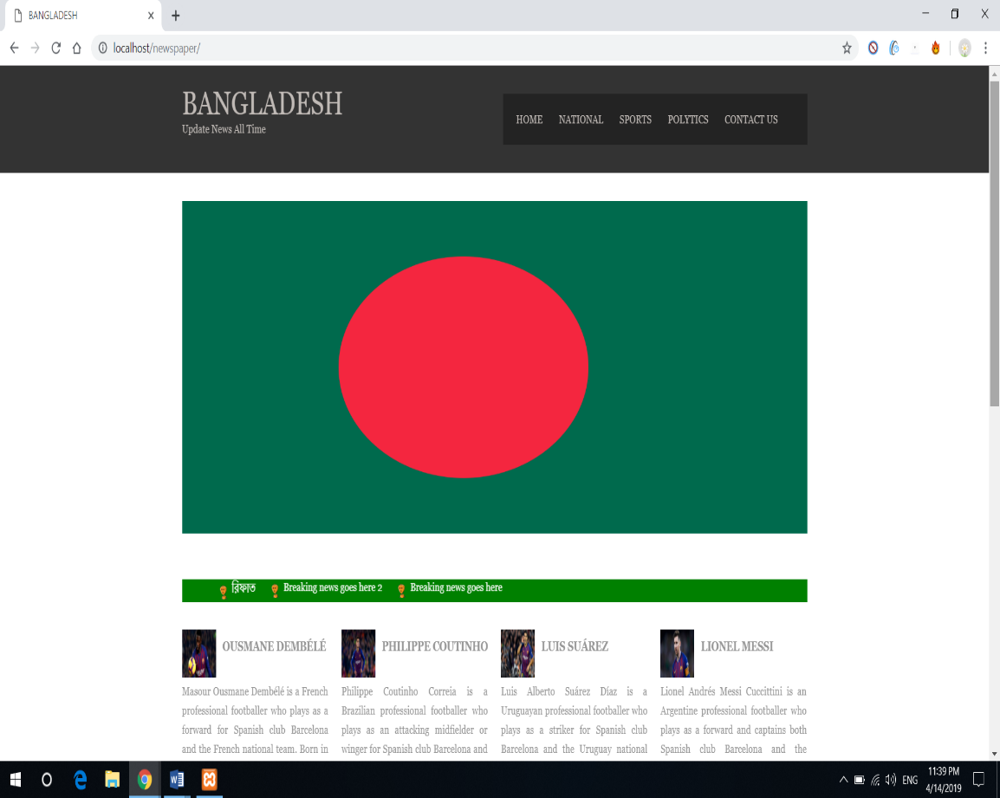 BANGLADESH
localhost/newspaper/
BANGLADESH
Update News All Time
HOME NATIONAL SPORTS POLYTICS CONTACT US
রিফাত Breaking news goes here 2 Breaking news goes here
OUSMANE DEMBÉLÉ
Masour Ousmane Dembélé is a French
professional footballer who plays as a
forward for Spanish club Barcelona
and the French national team. Born in
PHILIPPE COUTINHO
Philippe Coutinho Correia is a
Brazilian professional footballer who
plays as an attacking midfielder or
winger for Spanish club Barcelona and
LUIS SUÁREZ
Luis Alberto Suárez Díaz is a
Uruguayan professional footballer who
plays as a striker for Spanish club
Barcelona and the Uruguay national
LIONEL MESSI
Lionel Andrés Messi Cuccittini is an
Argentine professional footballer who
plays as a forward and captains both
Spanish club Barcelona and the
ENG
11:39 PM
4/14/2019